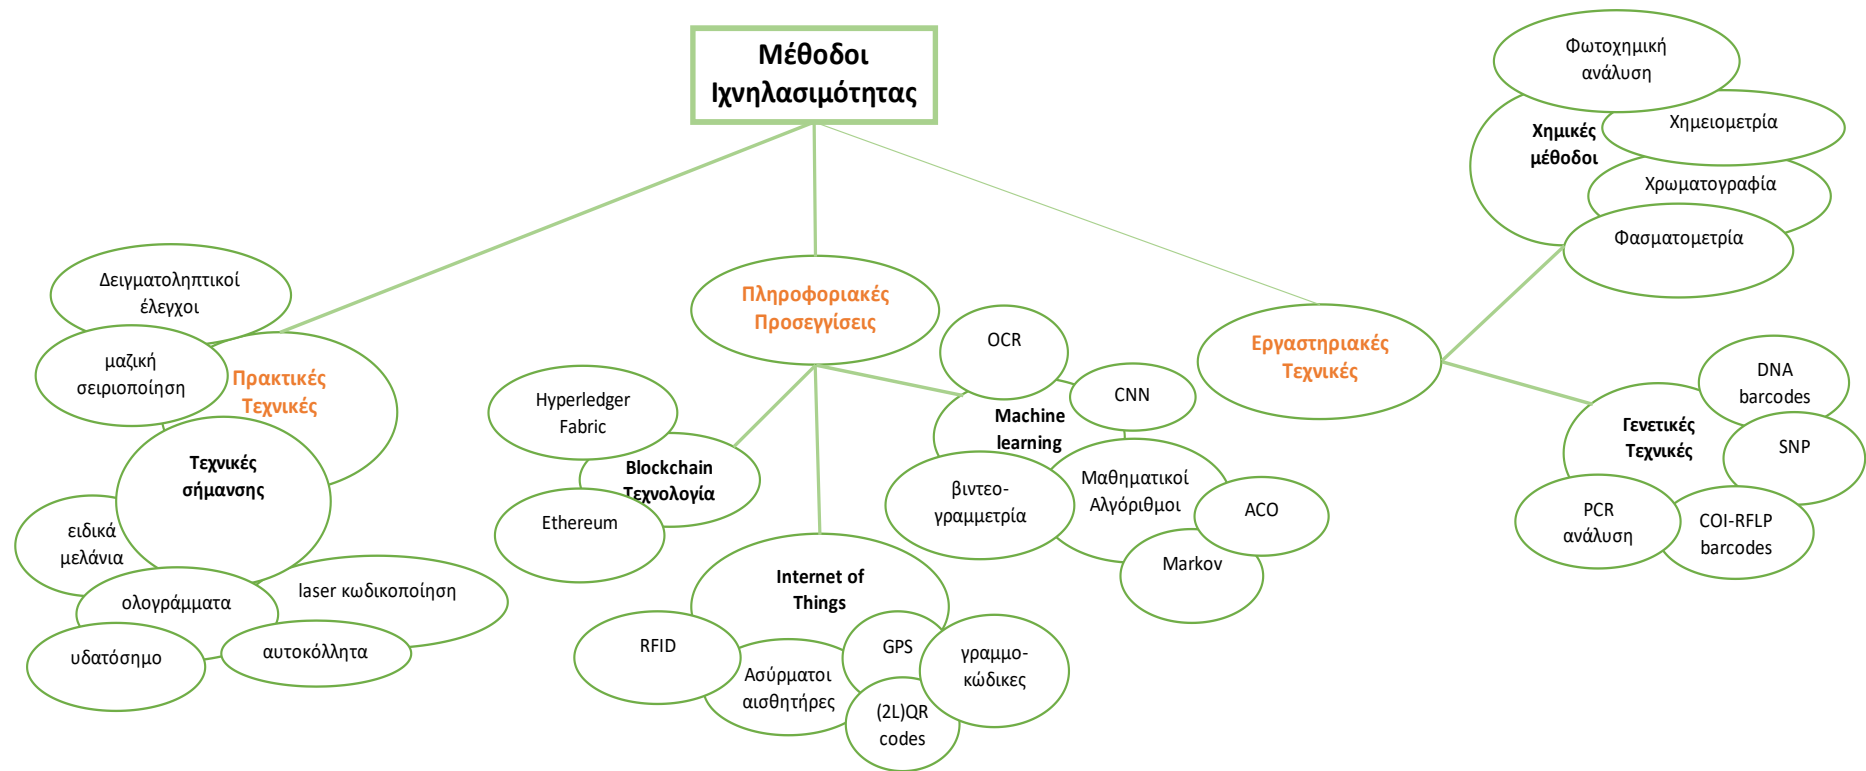 Μέθοδοι
Ιχνηλασιμότητας
Δειγματοληπτικοί
έλεγχοι
μαζική
σειριοποίηση
Πρακτικές
Τεχνικές
Τεχνικές
σήμανσης
ειδικά
μελάνια
ολογράμματα
laser κωδικοποίηση
υδατόσημο
αυτοκόλλητα
Πληροφοριακές
Προσεγγίσεις
Hyperledger
Fabric
Blockchain
Τεχνολογία
Ethereum
OCR
CNN
Machine
learning
βιντεο-
γραμμετρία
Μαθηματικοί
Αλγόριθμοι
ACO
Markov
Internet of
Things
RFID
Ασύρματοι
αισθητήρες
GPS
(2L)QR
codes
γραμμο-
κώδικες
Εργαστηριακές
Τεχνικές
Φωτοχημική
ανάλυση
Χημικές
μέθοδοι
Χημειομετρία
Χρωματογραφία
Φασματομετρία
DNA
barcodes
Γενετικές
Τεχνικές
SNP
PCR
ανάλυση
COI-RFLP
barcodes